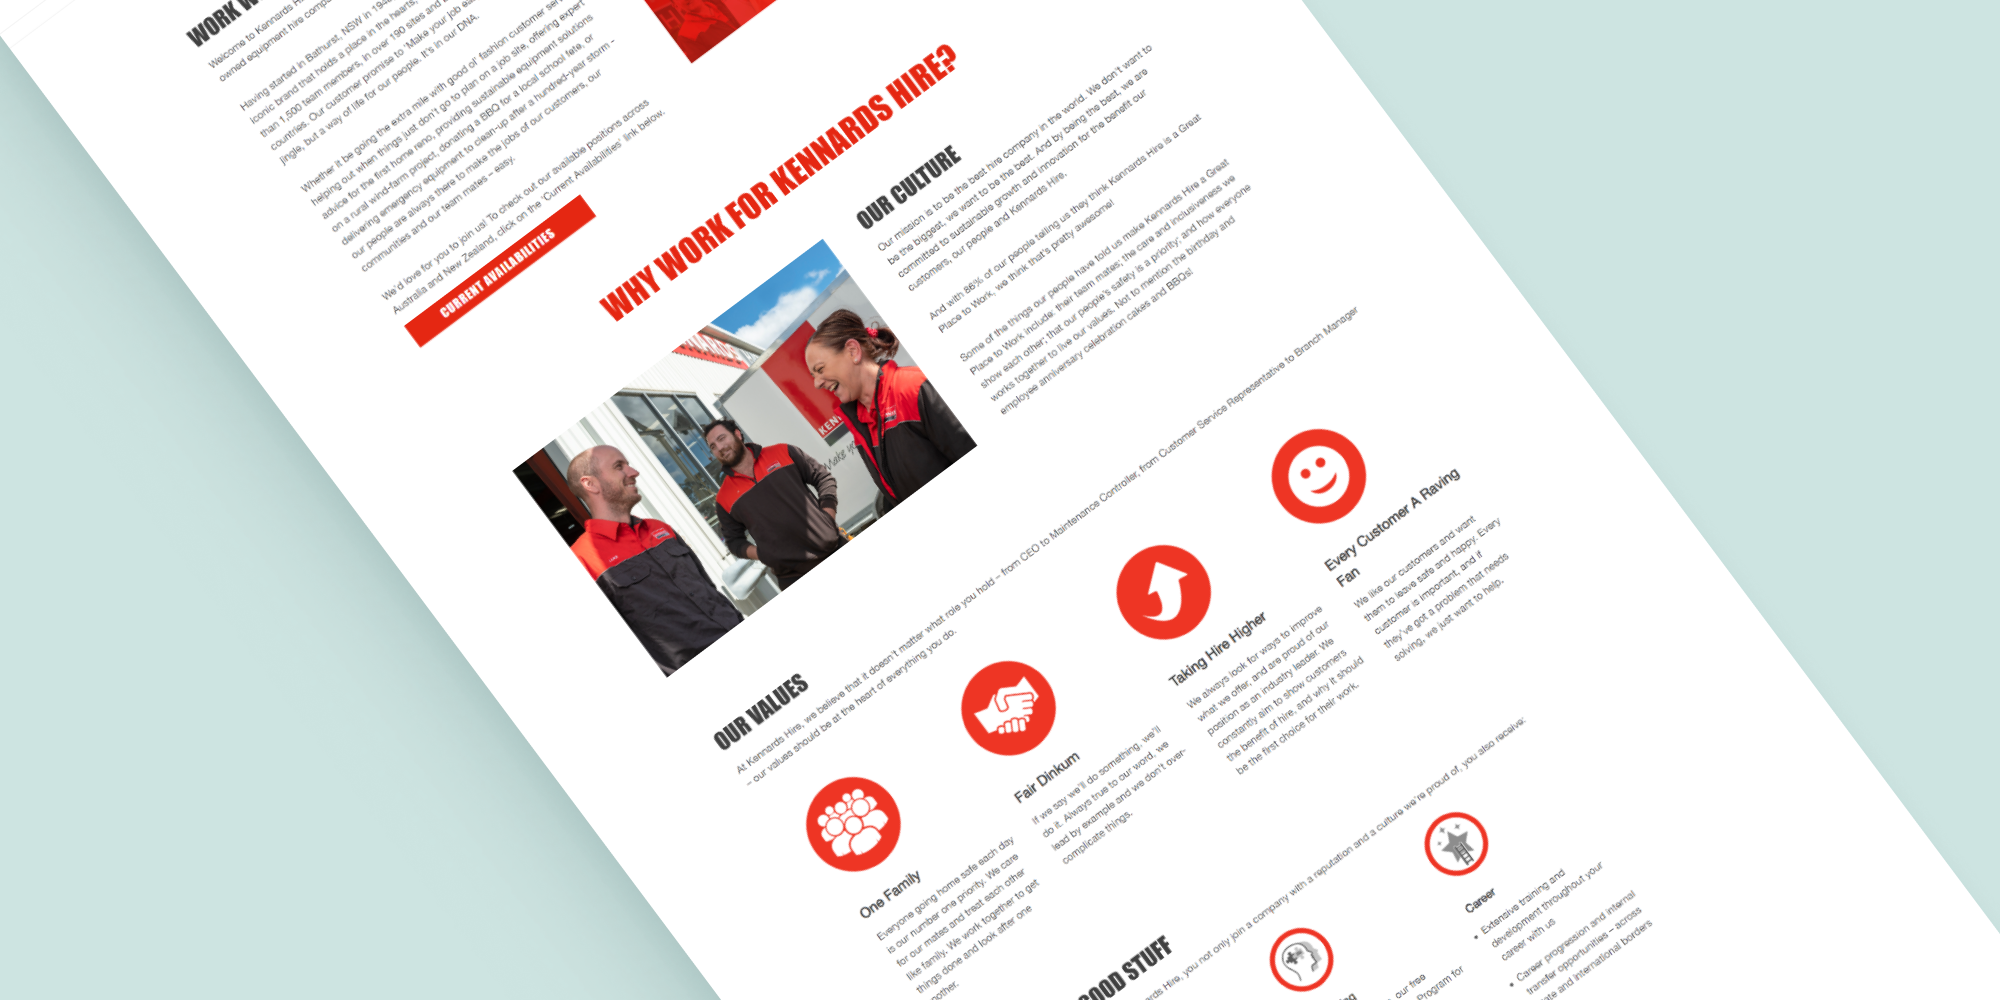 WORK W
Welcome to Kennards H
owned equipment hire comp
Having started in Bathurst, NSW in 194
iconic brand that holds a place in the hearts,
than 1,500 team members, in over 190 sites and
countries. Our customer promise to 'Make your job ea
jingle, but a way of life for our people. It's in our DNA.
Whether it be going the extra mile with good ol' fashion customer serv
helping out when things just don't go to plan on a job site, offering expert
advice for the first home reno, providing sustainable equipment solutions
on a rural wind-farm project, donating a BBQ for a local school fete, or
delivering emergency equipment to clean-up after a hundred-year storm -
our people are always there to make the jobs of our customers, our
communities and our team mates – easy.
We'd love for you to join us! To check out our available positions across
Australia and New Zealand, click on the 'Current Availabilities' link below.
CURRENT AVAILABILITIES
WHY WORK FOR KENNARDS HIRE?
KEN
Make yo
OUR CULTURE
Our mission is to be the best hire company in the world. We don't want to
be the biggest, we want to be the best. And by being the best, we are
committed to sustainable growth and innovation for the benefit our
customers, our people and Kennards Hire.
And with 86% of our people telling us they think Kennards Hire is a Great
Place to Work, we think that's pretty awesome!
Some of the things our people have told us make Kennards Hire a Great
Place to Work include: their team mates; the care and inclusiveness we
show each other; that our people's safety is a priority; and how everyone
works together to live our values. Not to mention the birthday and
employee anniversary celebration cakes and BBQs!
OUR VALUES
At Kennards Hire, we believe that it doesn't matter what role you hold – from CEO to Maintenance Controller, from Customer Service Representative to Branch Manager
– our values should be at the heart of everything you do.
One Family
Everyone going home safe each day
is our number one priority. We care
for our mates and treat each other
like family. We work together to get
things done and look after one
nother.
Fair Dinkum
If we say we'll do something, we'll
do it. Always true to our word, we
lead by example and we don't over-
complicate things.
Taking Hire Higher
We always look for ways to improve
what we offer, and are proud of our
position as an industry leader. We
constantly aim to show customers
the benefit of hire, and why it should
be the first choice for their work.
Every Customer A Raving
Fan
We like our customers and want
them to leave safe and happy. Every
customer is important, and if
they've got a problem that needs
solving, we just want to help.
GOOD STUFF
rds Hire, you not only join a company with a reputation and a culture we're proud of, you also receive:
ng
our free
Program for
Career
• Extensive training and
development throughout your
career with us
• Career progression and internal
transfer opportunities – across
ate and international borders